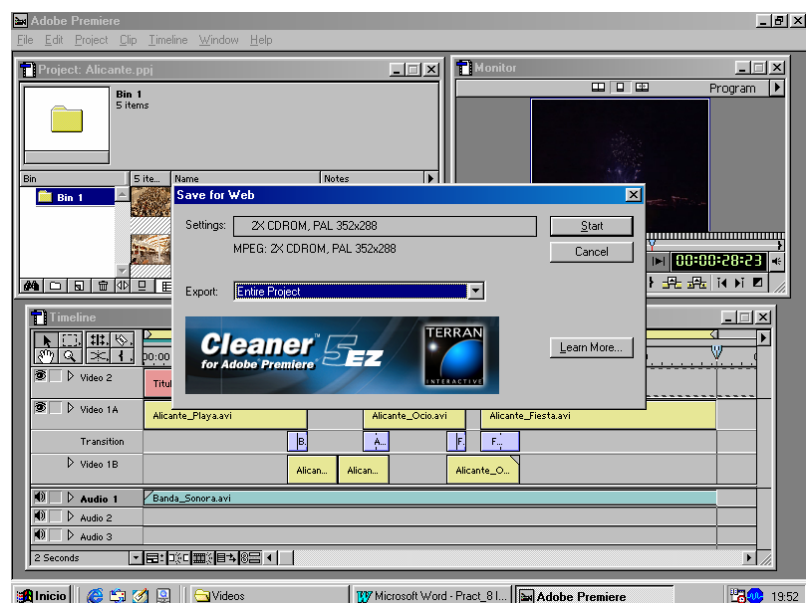 Adobe Premiere
File Edit Project Clip Timeline Window Help
Project: Alicante.ppj
Bin 1
5 items
Bin
5 ite...
Name
Notes
Bin 1
Monitor
Program
00:00:28:23
Save for Web
Settings: 2X CDROM, PAL 352x288
MPEG: 2X CDROM, PAL 352x288
Start
Cancel
Export: Entire Project
Cleaner 5 EZ
for Adobe Premiere
TERRAN
INTERACTIVE
Learn More...
Timeline
00:00
Video 2
Titul
Video 1A
Alicante_Playa.avi
Alicante_Ocio.avi
Alicante_Fiesta.avi
Transition
B.
A...
F.
F...
Video 1B
Alican...
Alican...
Alicante_O...
Audio 1
Banda_Sonora.avi
Audio 2
Audio 3
2 Seconds
Inicio
Videos
Microsoft Word - Pract_8 I...
Adobe Premiere
19:52